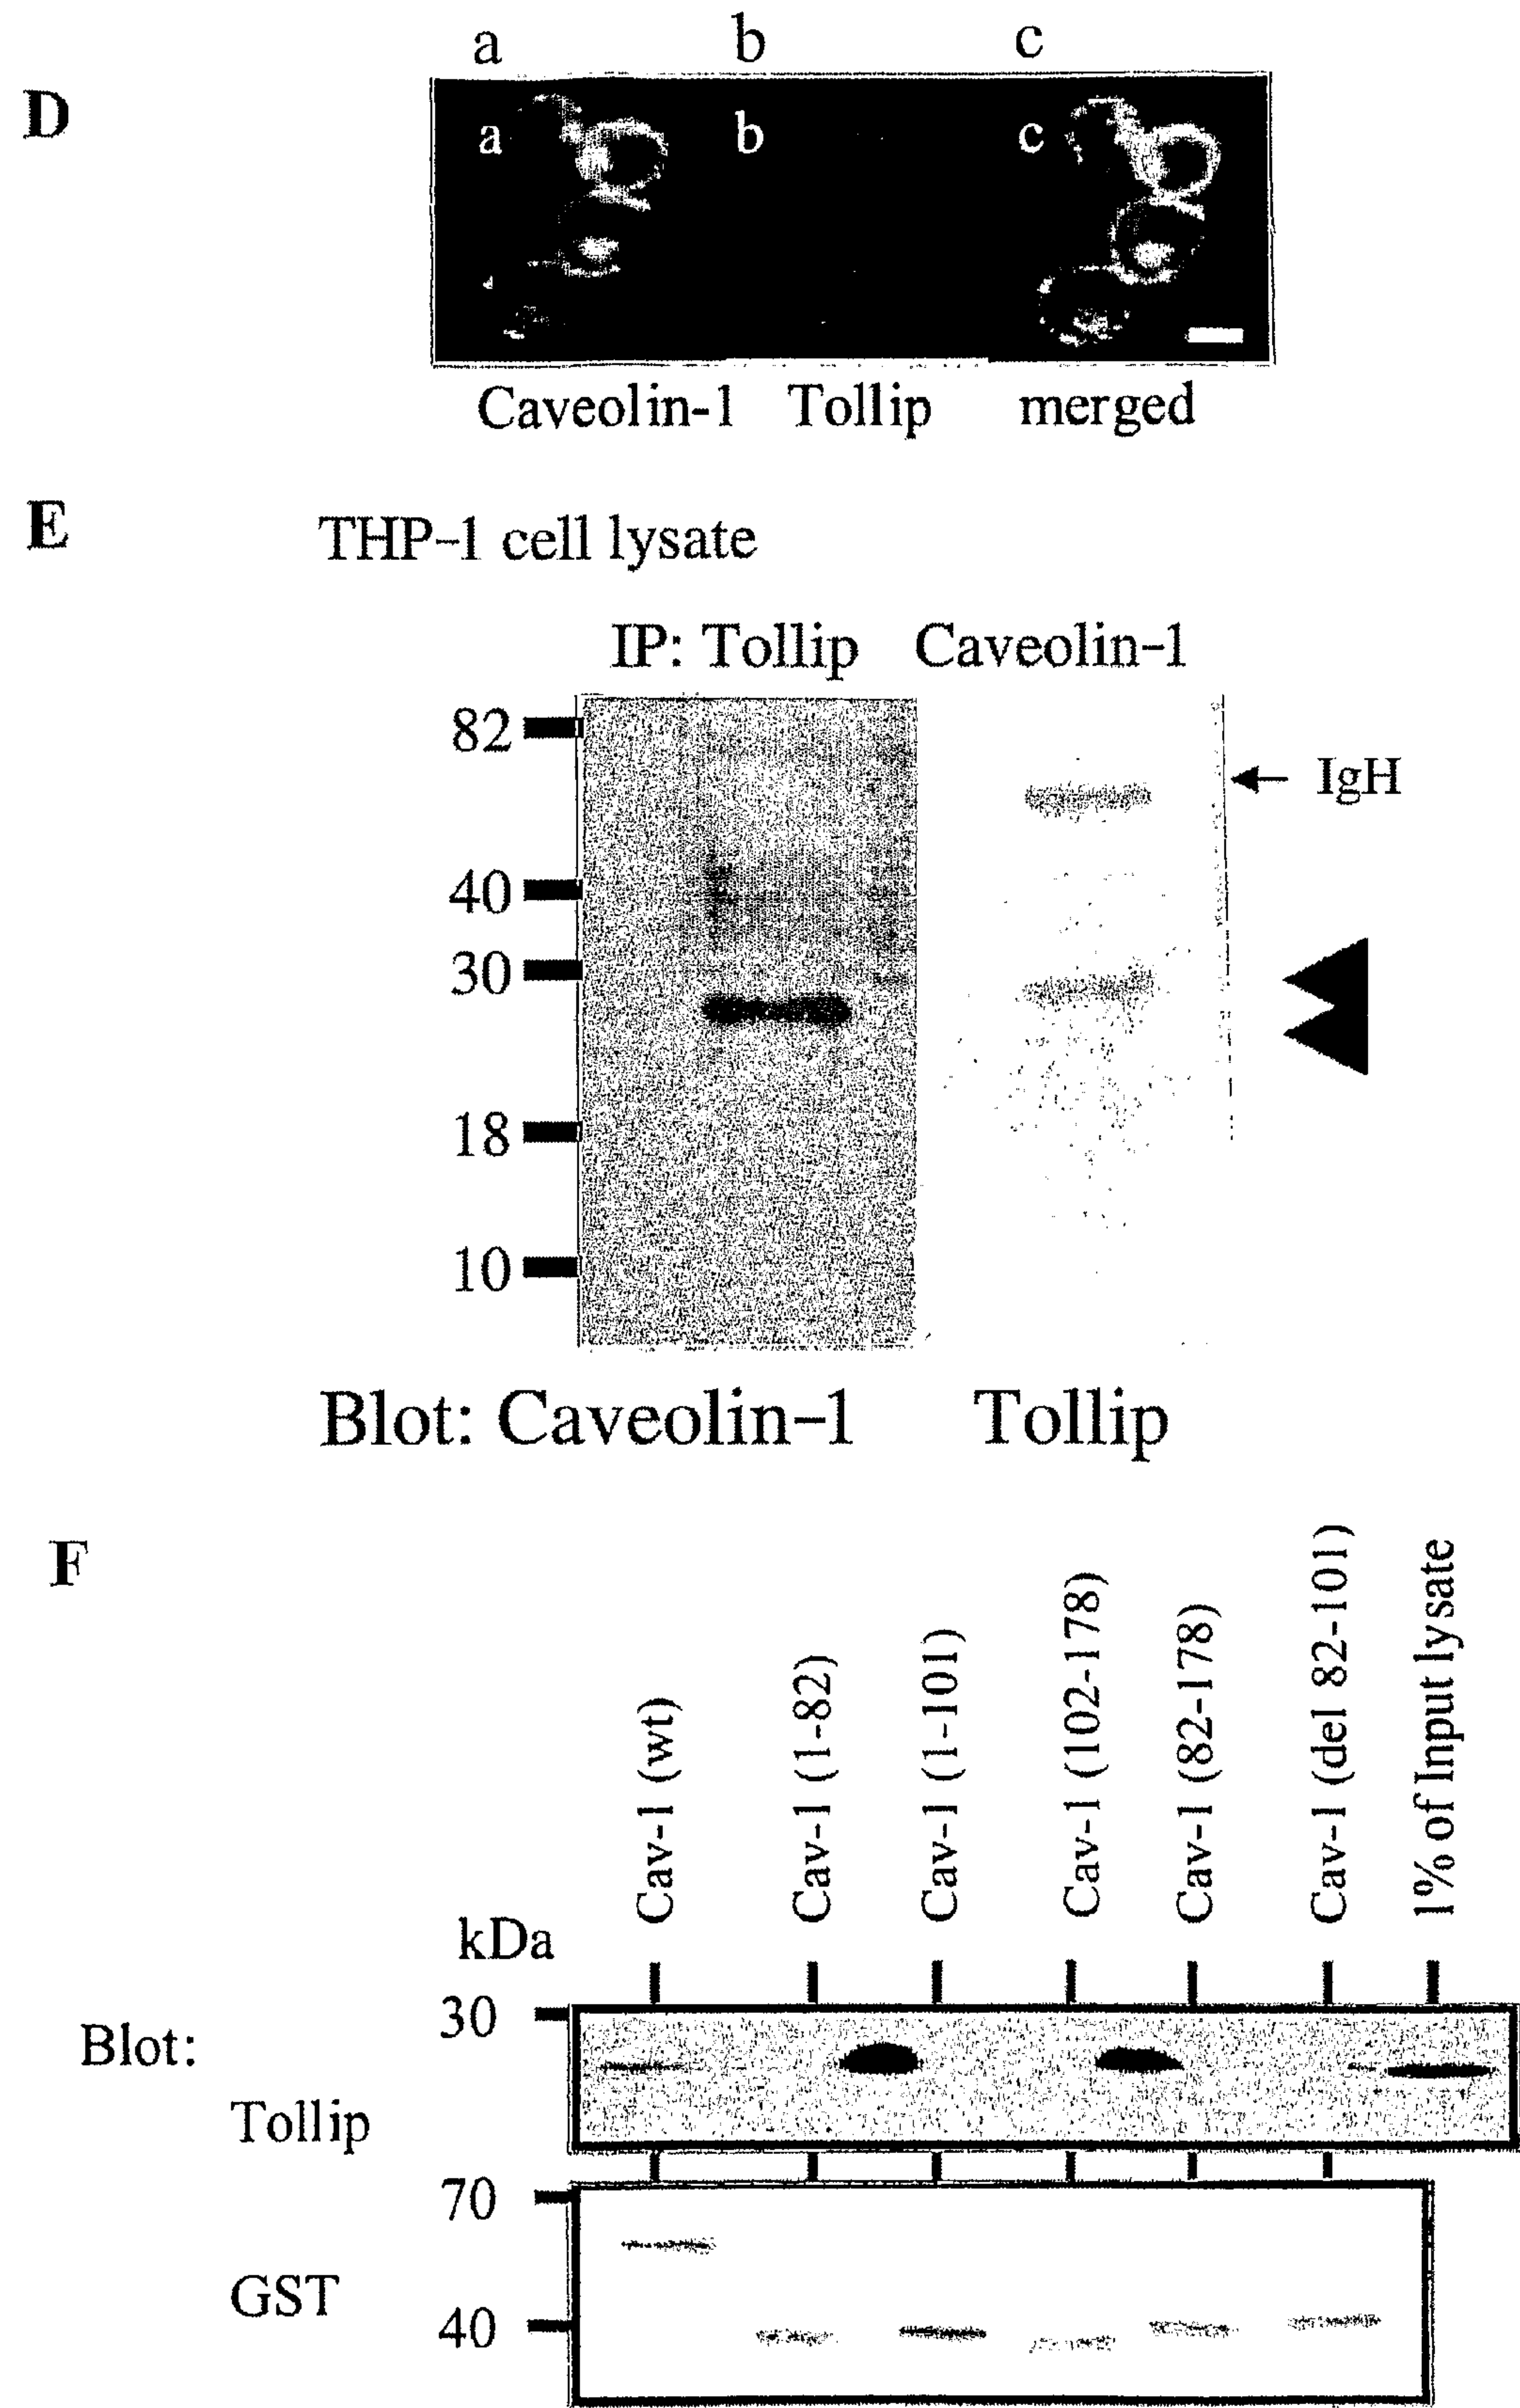 a b c
D
a b c
Caveolin-1 Tollip merged
E THP-1 cell lysate
IP: Tollip Caveolin-1
82
IgH
40
30
18
10
Blot: Caveolin-1 Tollip
F
Cav-1 (wt)
Cav-1 (1-82)
Cav-1 (1-101)
Cav-1 (102-178)
Cav-1 (82-178)
Cav-1 (del 82-101)
1% of Input lysate
kDa
30
Blot:
Tollip
70
GST
40